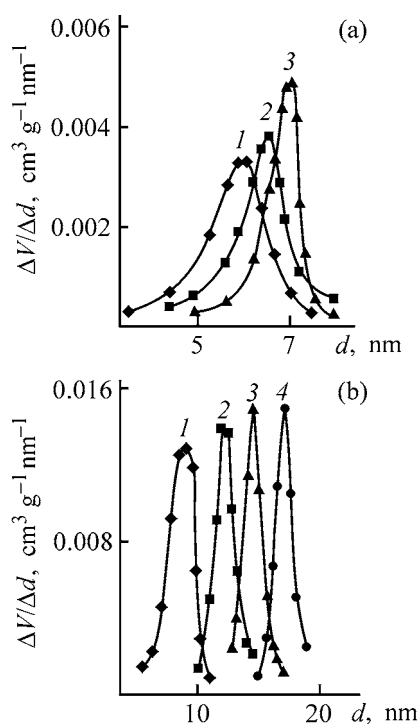 (a)
0.006
0.004
0.002
ΔV/Δd, cm³ g⁻¹ nm⁻¹
1
2
3
5 7 d, nm
(b)
0.016
0.008
ΔV/Δd, cm³ g⁻¹ nm⁻¹
1
2
3
4
10 20 d, nm